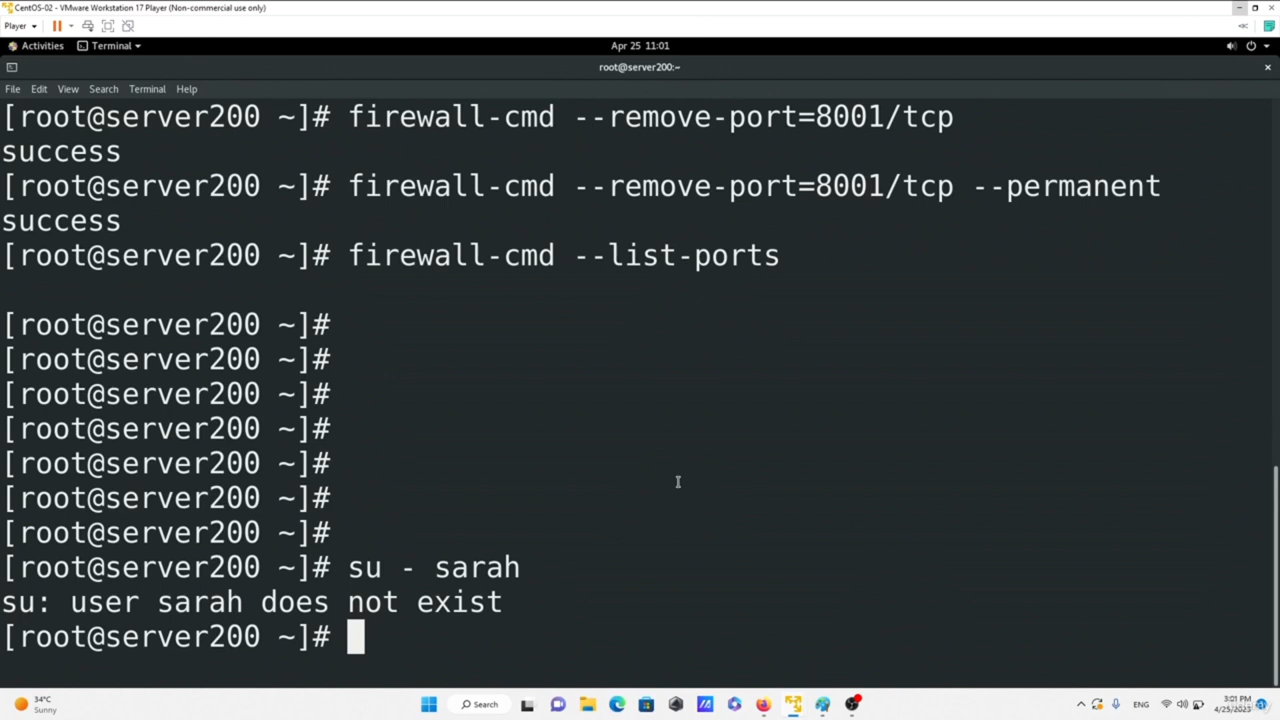 CentOS-02 - VMware Workstation 17 Player (Non-commercial use only)
Player
Activities
Terminal
Apr 25 11:01
root@server200:~
File Edit View Search Terminal Help
[root@server200 ~]# firewall-cmd --remove-port=8001/tcp
success
[root@server200 ~]# firewall-cmd --remove-port=8001/tcp --permanent
success
[root@server200 ~]# firewall-cmd --list-ports
[root@server200 ~]#
[root@server200 ~]#
[root@server200 ~]#
[root@server200 ~]#
[root@server200 ~]#
[root@server200 ~]#
[root@server200 ~]#
[root@server200 ~]# su - sarah
su: user sarah does not exist
[root@server200 ~]#
34°C
Sunny
Search
ENG
3:01 PM
4/25/2023